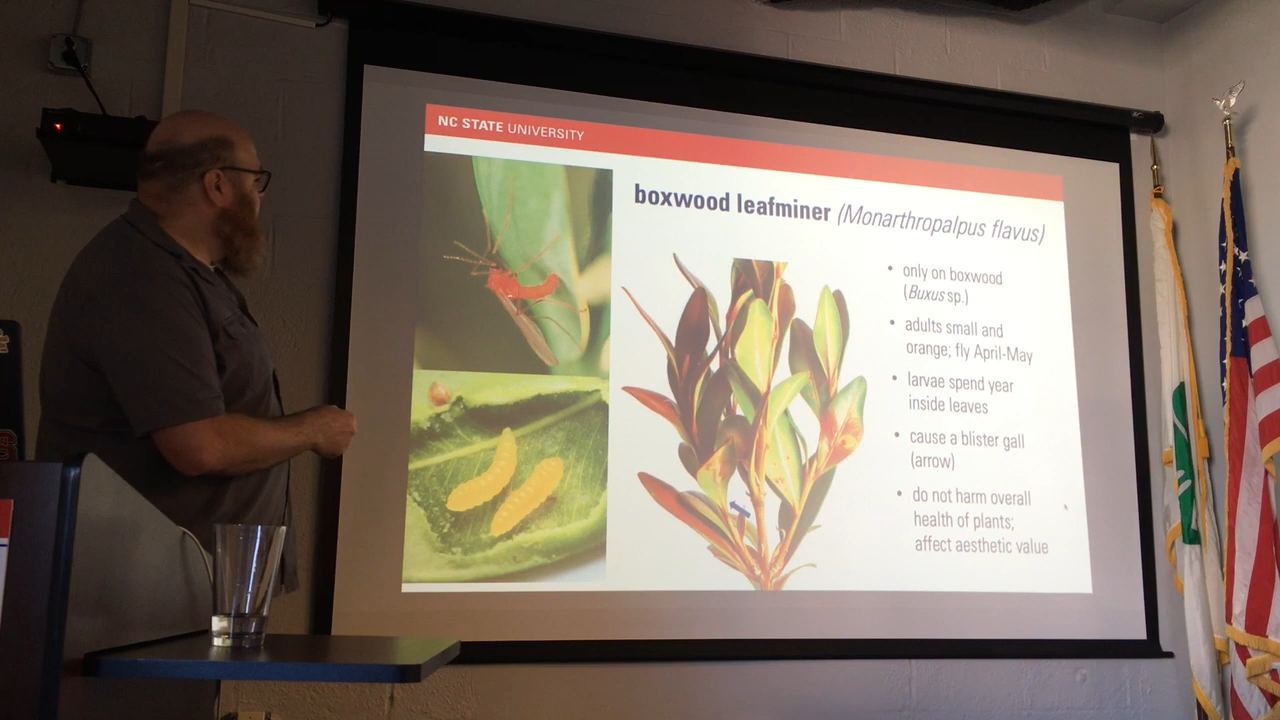 NC STATE UNIVERSITY
boxwood leafminer (Monarthropalpus flavus)
• only on boxwood
(Buxus sp.)
• adults small and
orange; fly April-May
• larvae spend year
inside leaves
• cause a blister gall
(arrow)
• do not harm overall
health of plants;
affect aesthetic value